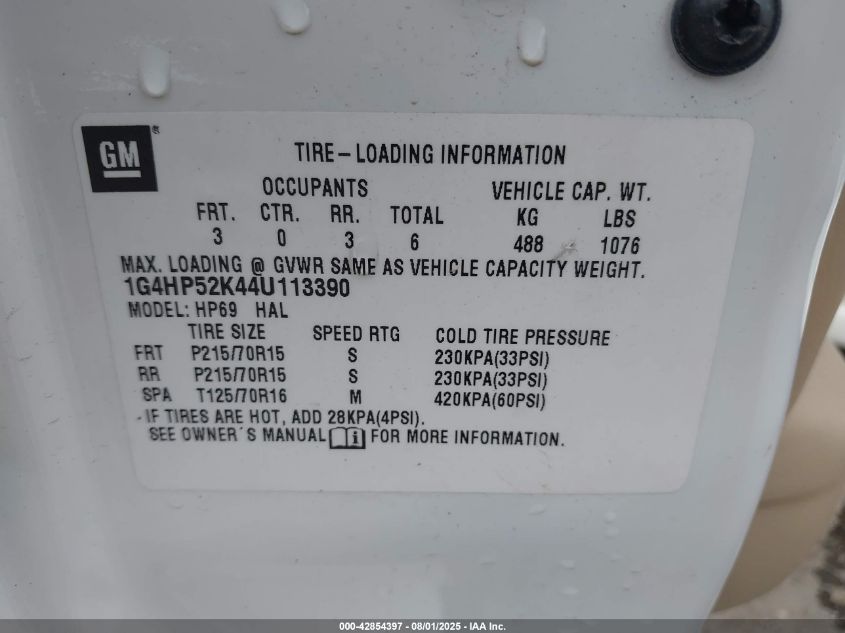 GM®
TIRE-LOADING INFORMATION
OCCUPANTS VEHICLE CAP. WT.
FRT. CTR. RR. TOTAL KG LBS
3 0 3 6 488 1076
MAX. LOADING @ GVWR SAME AS VEHICLE CAPACITY WEIGHT.
1G4HP52K44U113390
MODEL: HP69 HAL
TIRE SIZE SPEED RTG COLD TIRE PRESSURE
FRT P215/70R15 S 230KPA(33PSI)
RR P215/70R15 S 230KPA(33PSI)
SPA T125/70R16 M 420KPA(60PSI)
-IF TIRES ARE HOT, ADD 28KPA(4PSI).
SEE OWNER'S MANUAL i FOR MORE INFORMATION.
000-42854397 - 08/01/2025 - IAA Inc.